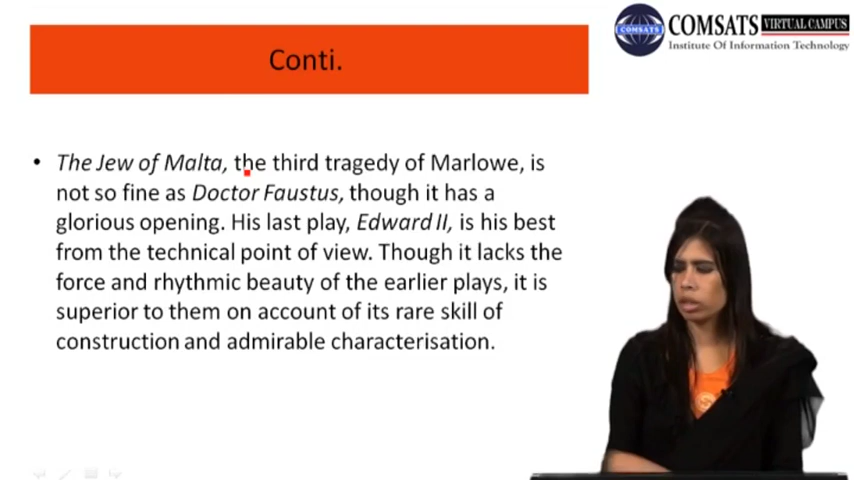 Conti.
COMSATS VIRTUAL CAMPUS
Institute Of Information Technology
COMSATS
• The Jew of Malta, the third tragedy of Marlowe, is
not so fine as Doctor Faustus, though it has a
glorious opening. His last play, Edward II, is his best
from the technical point of view. Though it lacks the
force and rhythmic beauty of the earlier plays, it is
superior to them on account of its rare skill of
construction and admirable characterisation.